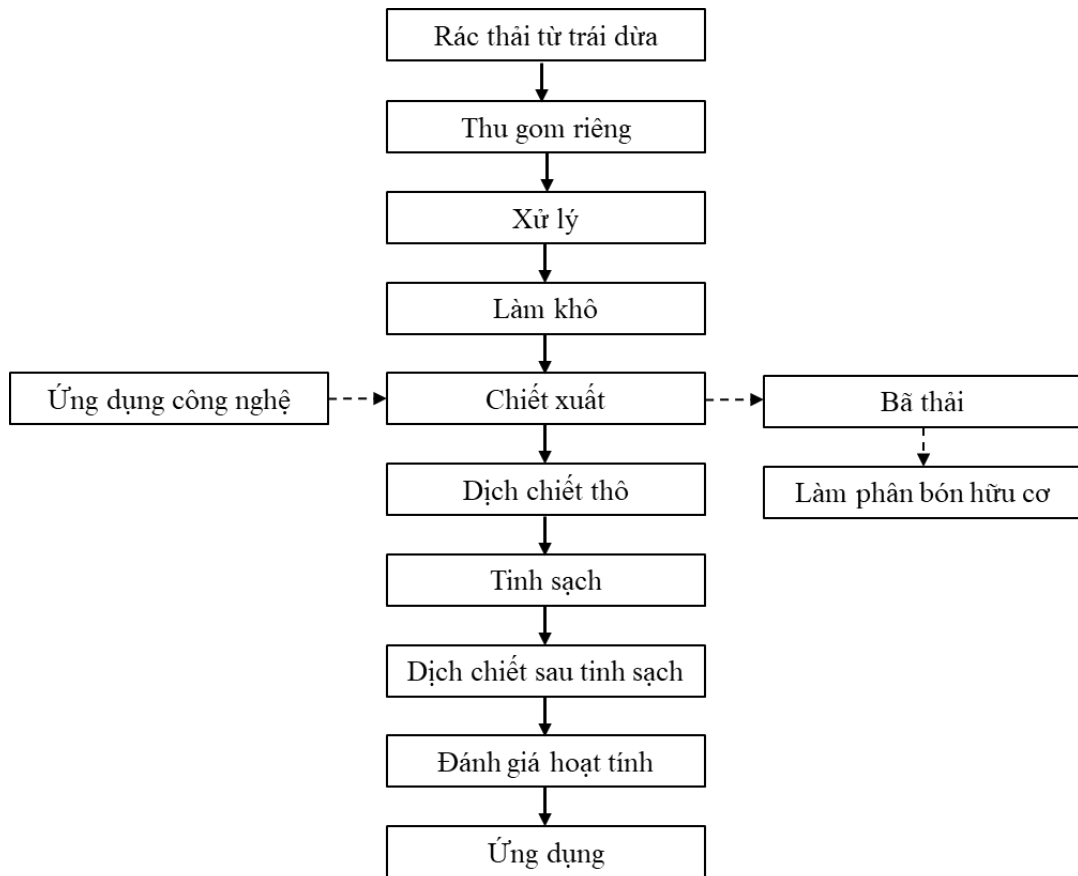 Rác thải từ trái dừa
Thu gom riêng
Xử lý
Làm khô
Ứng dụng công nghệ
Chiết xuất
Bã thải
Dịch chiết thô
Làm phân bón hữu cơ
Tinh sạch
Dịch chiết sau tinh sạch
Đánh giá hoạt tính
Ứng dụng